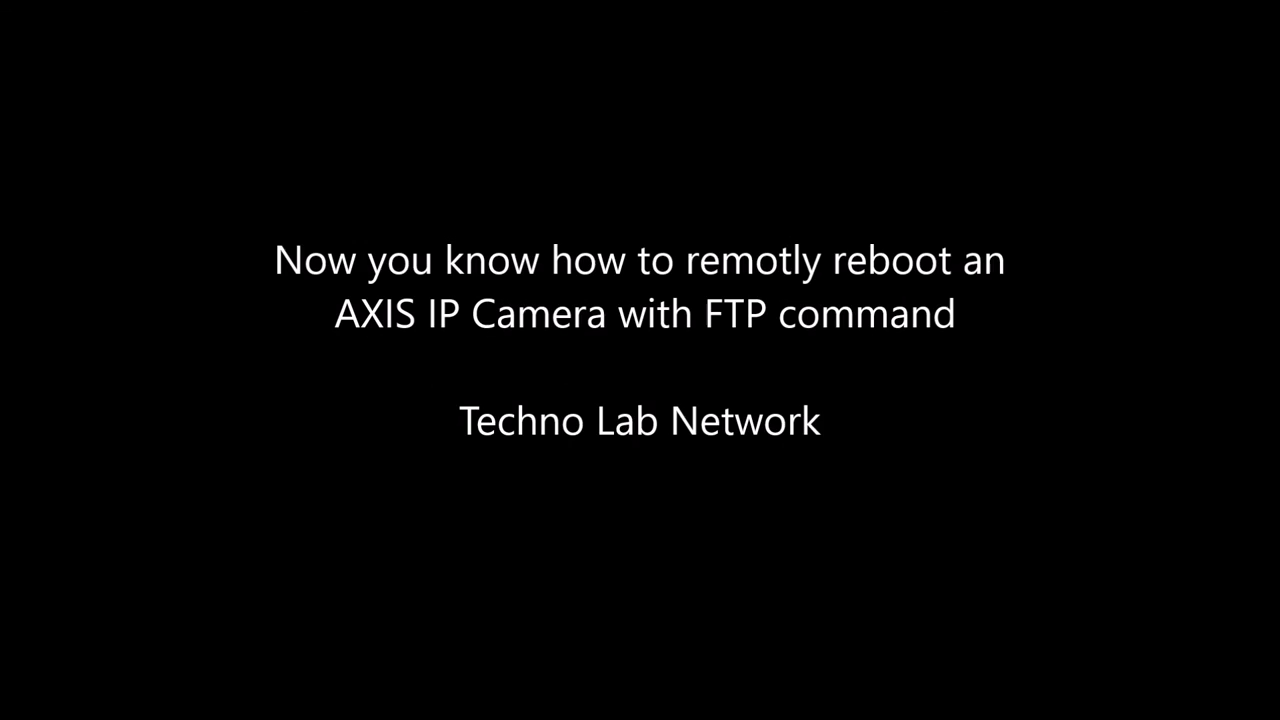 Now you know how to remotly reboot an
AXIS IP Camera with FTP command
Techno Lab Network